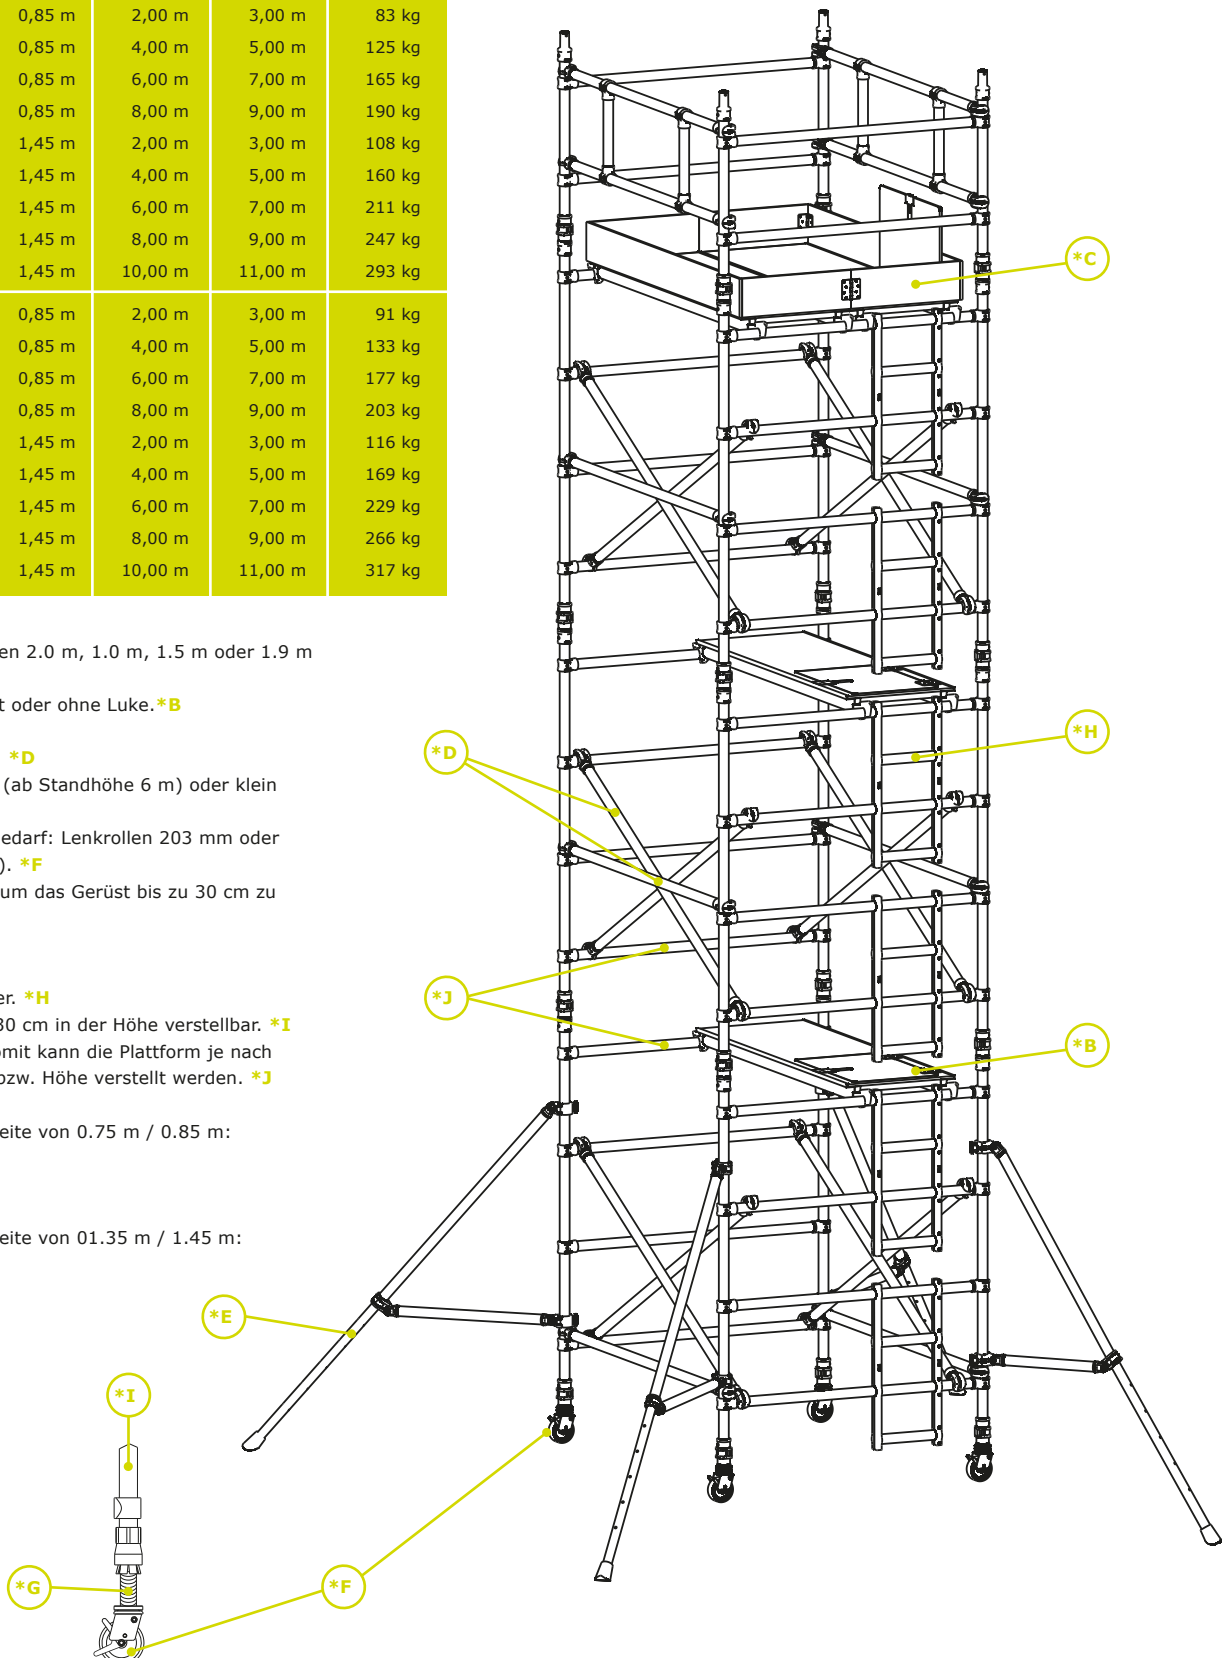 0,85 m 2,00 m 3,00 m 83 kg
0,85 m 4,00 m 5,00 m 125 kg
0,85 m 6,00 m 7,00 m 165 kg
0,85 m 8,00 m 9,00 m 190 kg
1,45 m 2,00 m 3,00 m 108 kg
1,45 m 4,00 m 5,00 m 160 kg
1,45 m 6,00 m 7,00 m 211 kg
1,45 m 8,00 m 9,00 m 247 kg
1,45 m 10,00 m 11,00 m 293 kg
0,85 m 2,00 m 3,00 m 91 kg
0,85 m 4,00 m 5,00 m 133 kg
0,85 m 6,00 m 7,00 m 177 kg
0,85 m 8,00 m 9,00 m 203 kg
1,45 m 2,00 m 3,00 m 116 kg
1,45 m 4,00 m 5,00 m 169 kg
1,45 m 6,00 m 7,00 m 229 kg
1,45 m 8,00 m 9,00 m 266 kg
1,45 m 10,00 m 11,00 m 317 kg
en 2.0 m, 1.0 m, 1.5 m oder 1.9 m
t oder ohne Luke.*B
*D
(ab Standhöhe 6 m) oder klein
edarf: Lenkrollen 203 mm oder
). *F
um das Gerüst bis zu 30 cm zu
er. *H
30 cm in der Höhe verstellbar. *I
omit kann die Plattform je nach
bzw. Höhe verstellt werden. *J
eite von 0.75 m / 0.85 m:
eite von 01.35 m / 1.45 m:
*C
*D
*H
*J
*B
*E
*I
*G
*F